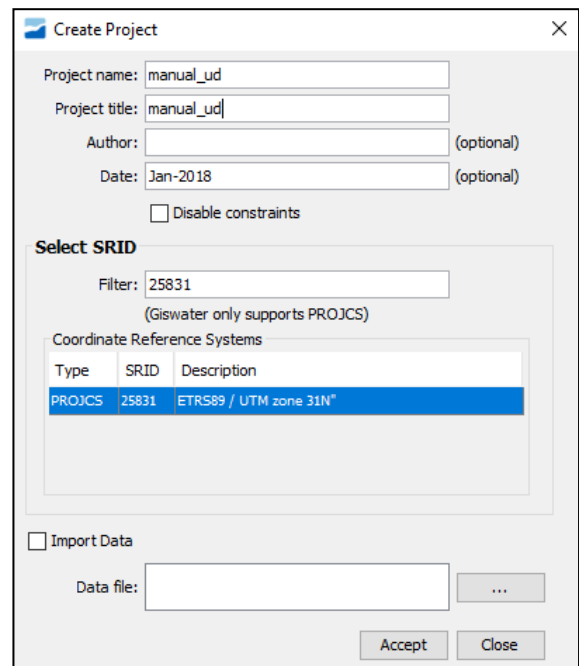 Create Project
Project name: manual_ud
Project title: manual_ud
Author: (optional)
Date: Jan-2018 (optional)
Disable constraints
Select SRID
Filter: 25831
(Giswater only supports PROJCS)
Coordinate Reference Systems
Type SRID Description
PROJCS 25831 ETRS89 / UTM zone 31N"
Import Data
Data file: ...
Accept Close